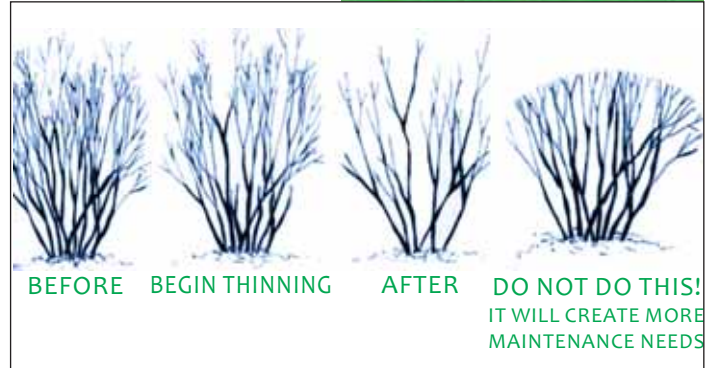 BEFORE
BEGIN THINNING
AFTER
DO NOT DO THIS!
IT WILL CREATE MORE
MAINTENANCE NEEDS